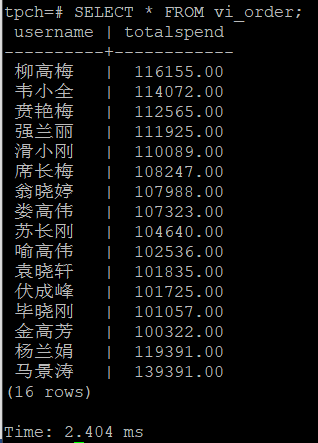 tpch=# SELECT * FROM vi_order;
username | totalspend
----------+------------
柳高梅 | 116155.00
韦小全 | 114072.00
贲艳梅 | 112565.00
强兰丽 | 111925.00
滑小刚 | 110089.00
席长梅 | 108247.00
翁晓婷 | 107988.00
娄高伟 | 107323.00
苏长刚 | 104640.00
喻高伟 | 102536.00
袁晓轩 | 101835.00
伏成峰 | 101725.00
毕晓刚 | 101057.00
金高芳 | 100322.00
杨兰娟 | 119391.00
马景涛 | 139391.00
(16 rows)
Time: 2.404 ms